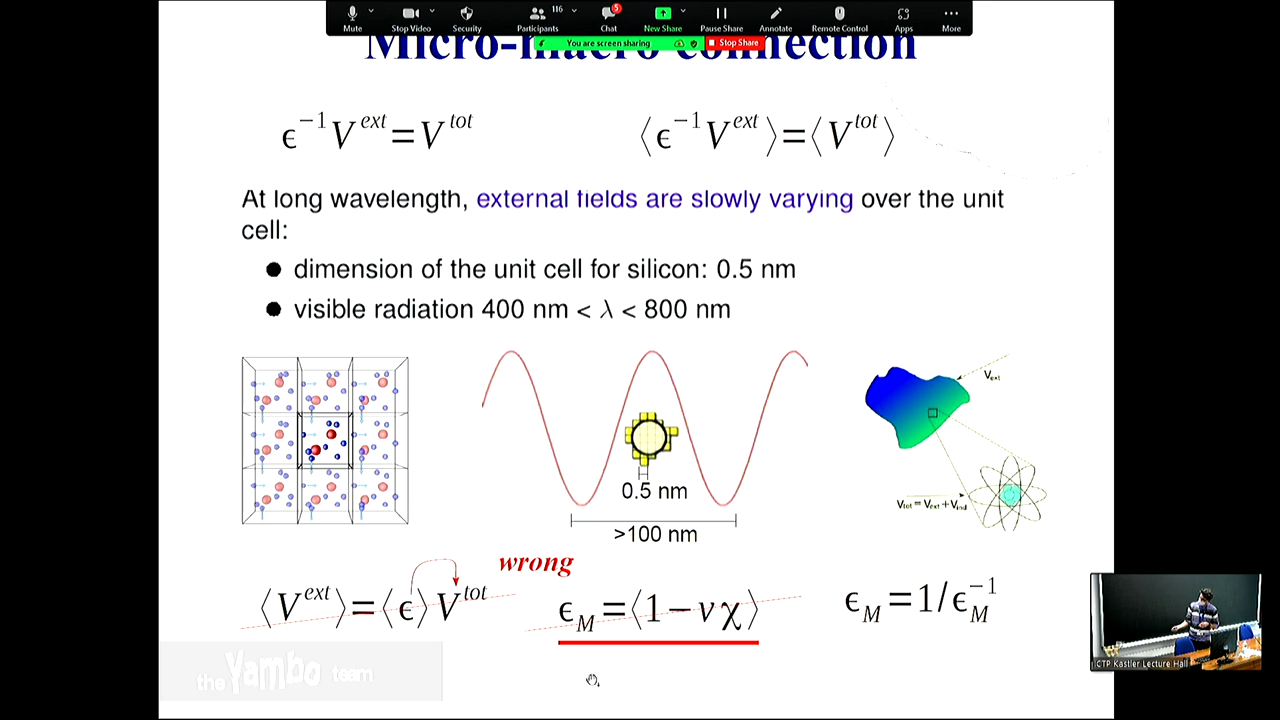 Mute
Stop Video
Security
116
Participants
5
Chat
New Share
Pause Share
Annotate
Remote Control
Apps
More
You are screen sharing
Stop Share
Micro-macro connection
ϵ⁻¹V^ext=V^tot
⟨ϵ⁻¹V^ext⟩=⟨V^tot⟩
At long wavelength, external fields are slowly varying over the unit
cell:
● dimension of the unit cell for silicon: 0.5 nm
● visible radiation 400 nm < λ < 800 nm
V_ext
0.5 nm
V_tot = V_ext + V_ind
>100 nm
wrong
⟨V^ext⟩=⟨ϵ⟩V^tot
ϵ_M=⟨1−vχ⟩
ϵ_M=1/ϵ_M⁻¹
the Yambo team
ICTP Kastler Lecture Hall